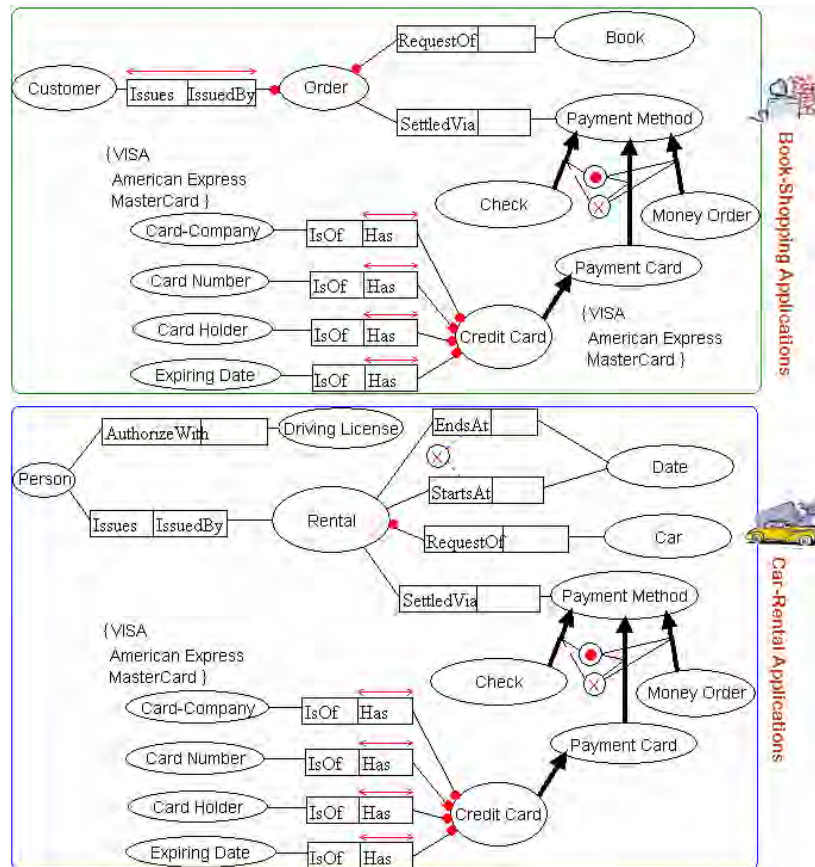 RequestOf
Book
Customer
Issues
IssuedBy
Order
SettledVia
Payment Method
{VISA
American Express
MasterCard }
Check
Money Order
Card-Company
IsOf
Has
Payment Card
Card Number
IsOf
Has
{VISA
American Express
MasterCard }
Card Holder
IsOf
Has
Credit Card
Expiring Date
IsOf
Has
Book-Shopping Applications
AuthorizeWith
Driving License
EndsAt
Person
Date
StartsAt
Issues
IssuedBy
Rental
RequestOf
Car
SettledVia
Payment Method
{VISA
American Express
MasterCard }
Check
Money Order
Card-Company
IsOf
Has
Payment Card
Card Number
IsOf
Has
Card Holder
IsOf
Has
Credit Card
Expiring Date
IsOf
Has
Car-Rental Applications